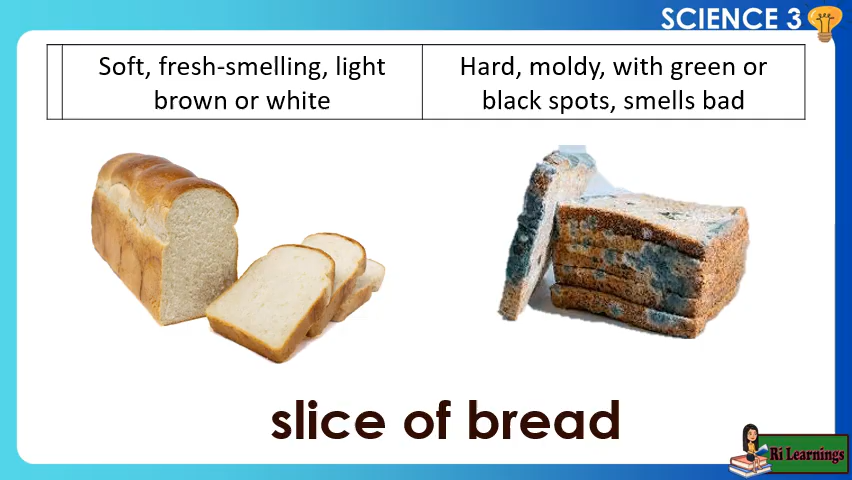 SCIENCE 3
Soft, fresh-smelling, light
brown or white
Hard, moldy, with green or
black spots, smells bad
slice of bread
Ri Learnings